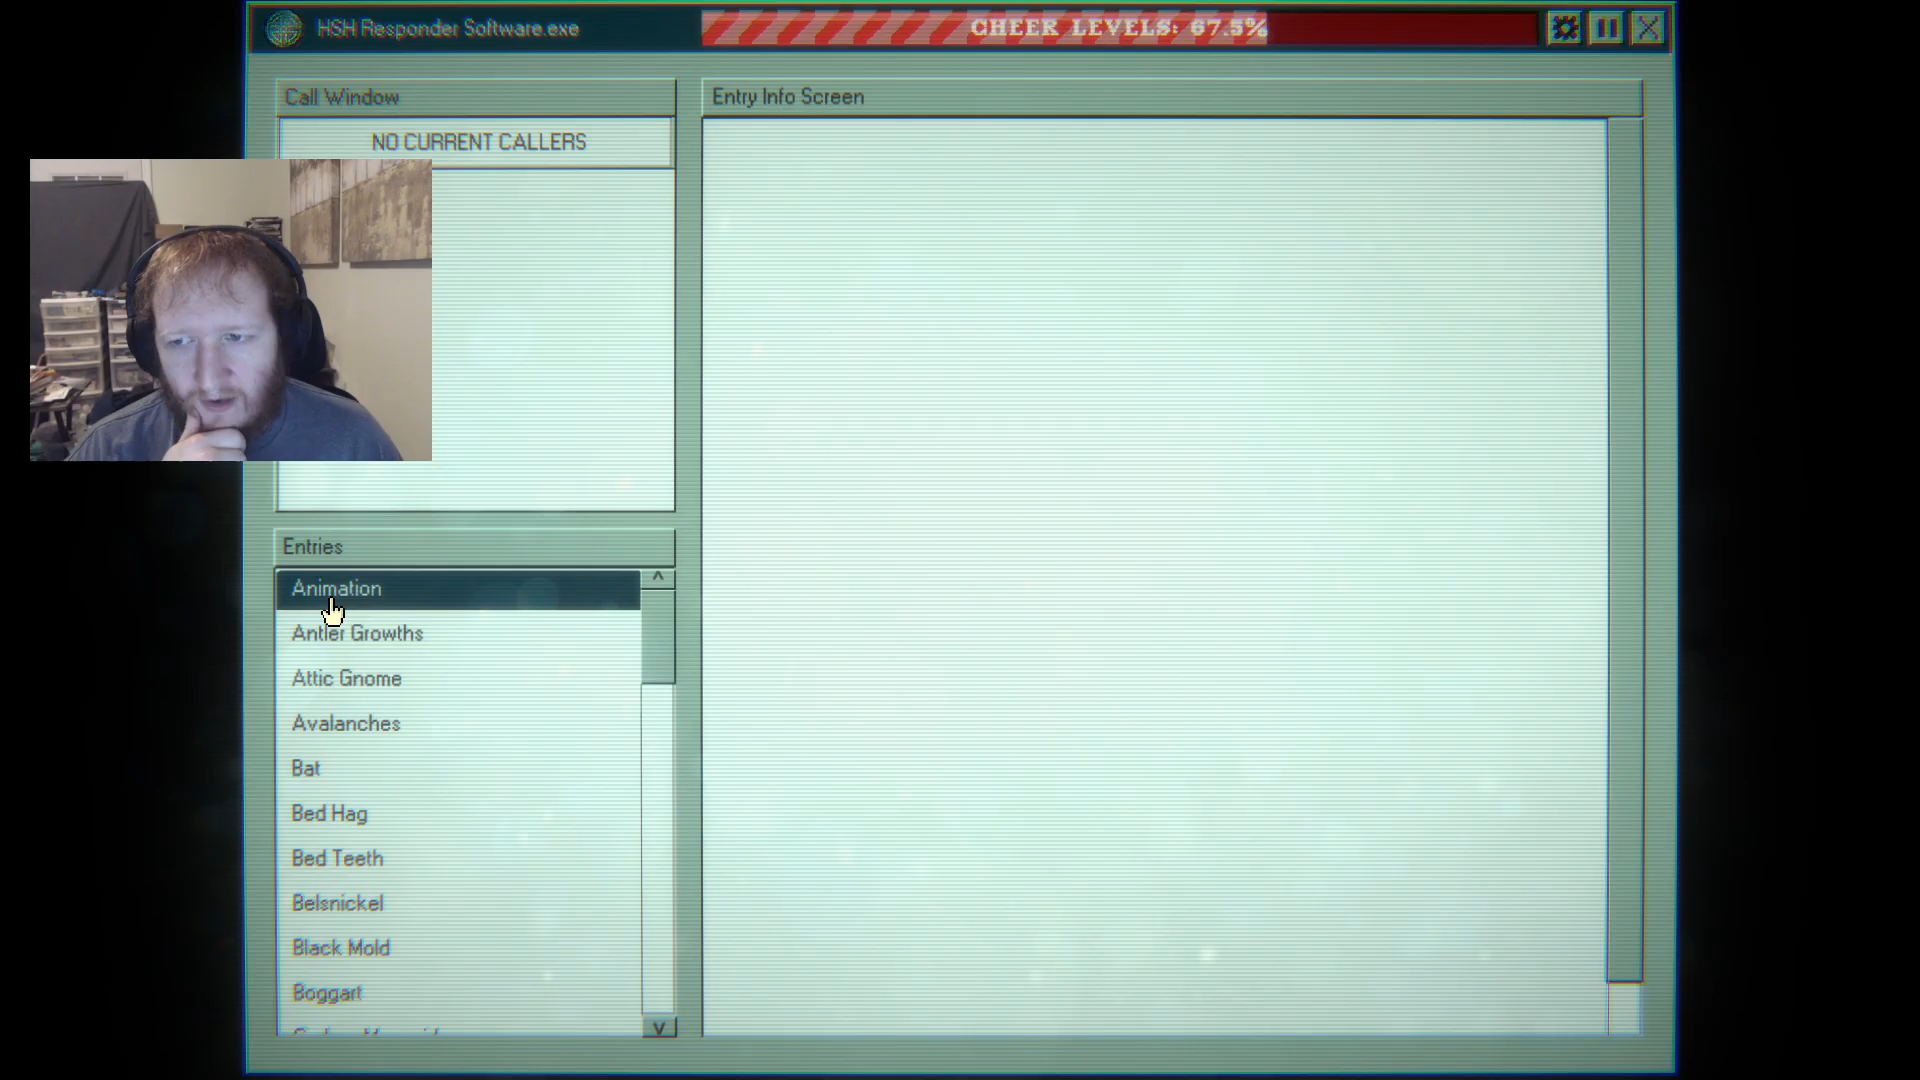 HSH Responder Software.exe
CHEER LEVELS: 67.5%
Call Window
NO CURRENT CALLERS
Entry Info Screen
Entries
Animation
Antler Growths
Attic Gnome
Avalanches
Bat
Bed Hag
Bed Teeth
Belsnickel
Black Mold
Boggart